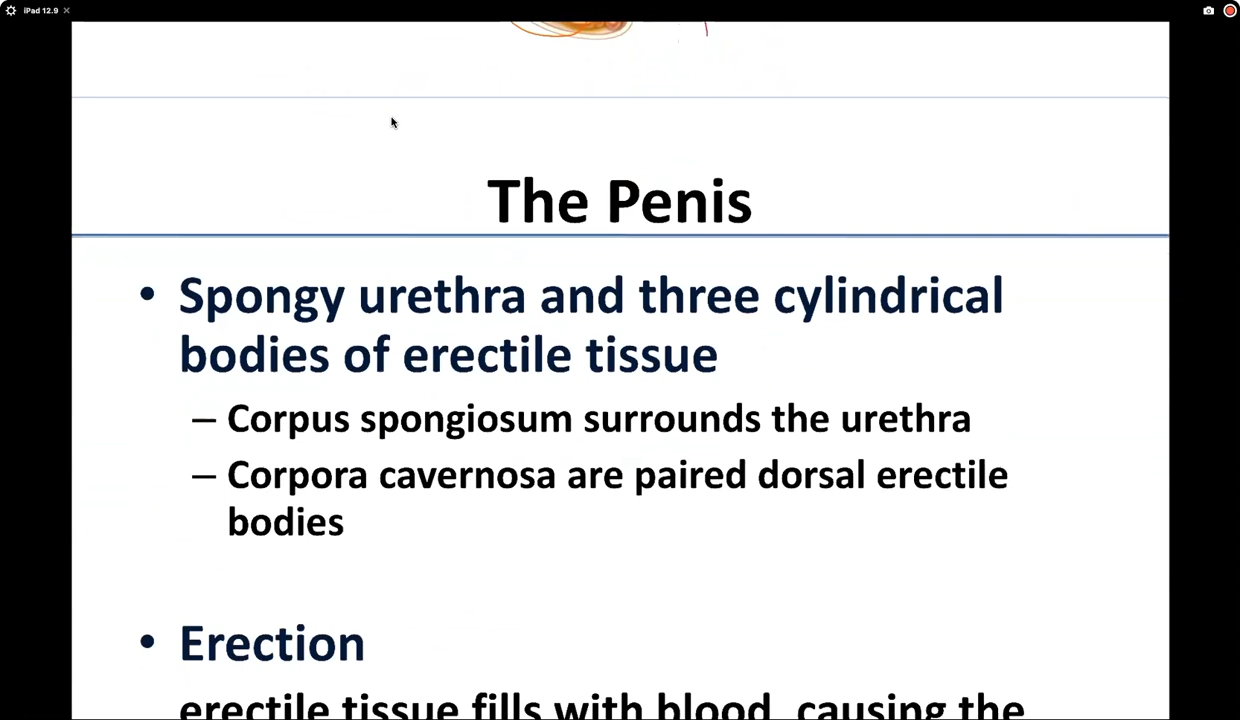 iPad 12.9
The Penis
• Spongy urethra and three cylindrical
bodies of erectile tissue
– Corpus spongiosum surrounds the urethra
– Corpora cavernosa are paired dorsal erectile
bodies
• Erection
erectile tissue fills with blood, causing the